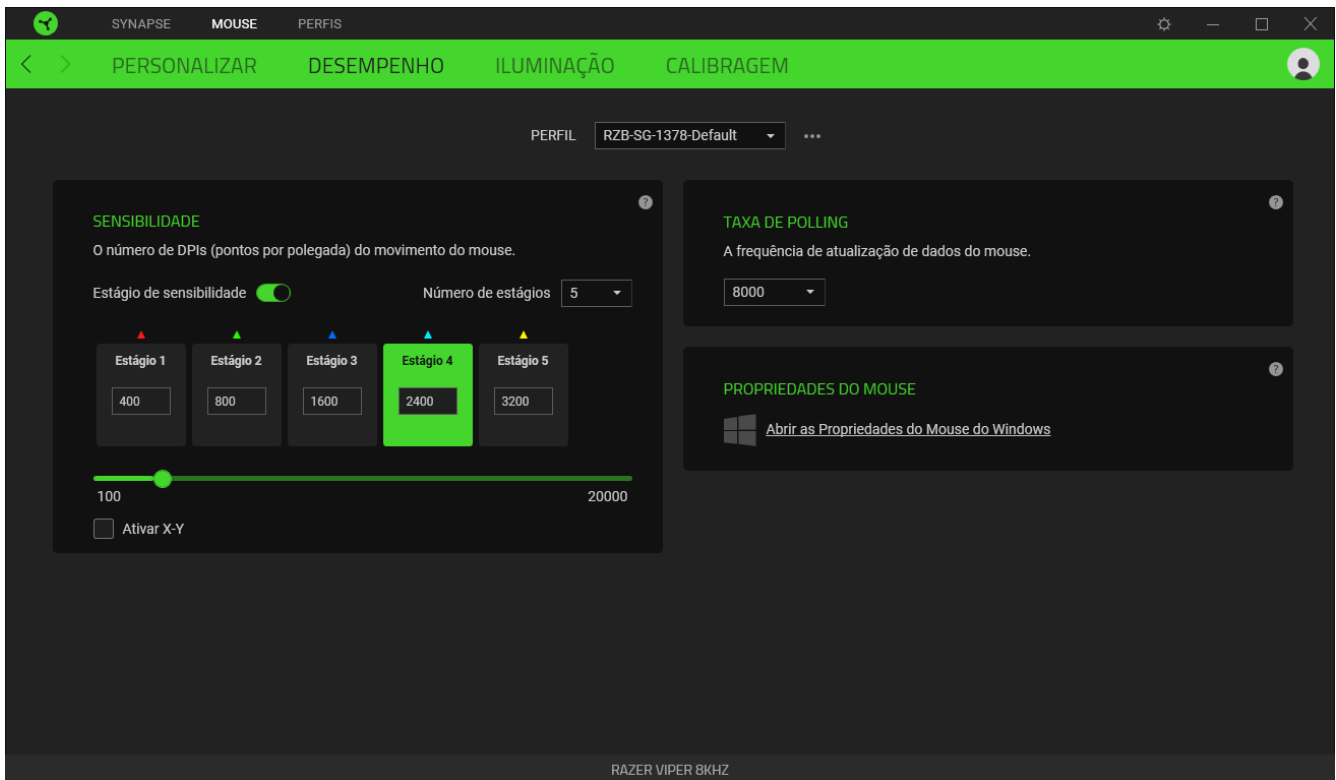 SYNAPSE MOUSE PERFIS
PERSONALIZAR DESEMPENHO ILUMINAÇÃO CALIBRAGEM
PERFIL RZB-SG-1378-Default
SENSIBILIDADE
O número de DPIs (pontos por polegada) do movimento do mouse.
Estágio de sensibilidade Número de estágios 5
Estágio 1 Estágio 2 Estágio 3 Estágio 4 Estágio 5
400 800 1600 2400 3200
100 20000
Ativar X-Y
TAXA DE POLLING
A frequência de atualização de dados do mouse.
8000
PROPRIEDADES DO MOUSE
Abrir as Propriedades do Mouse do Windows
RAZER VIPER 8KHZ